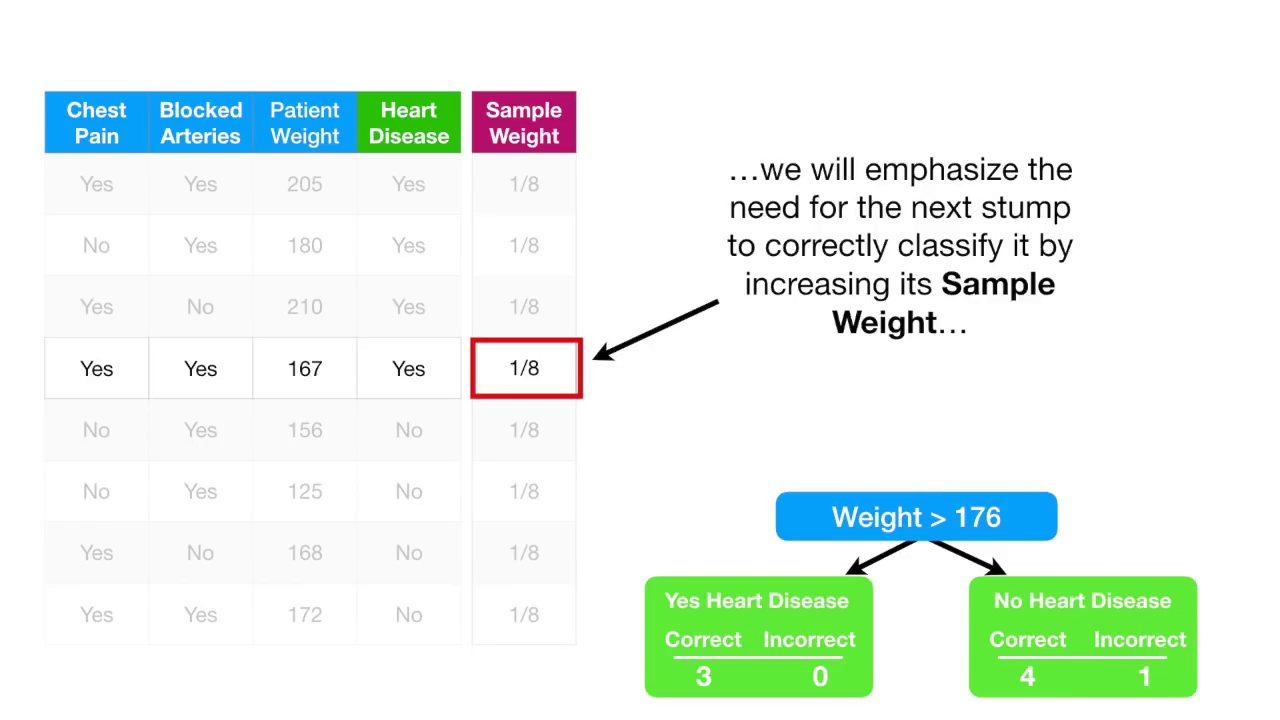 Chest Pain Blocked Arteries Patient Weight Heart Disease Sample Weight
Yes Yes 205 Yes 1/8
No Yes 180 Yes 1/8
Yes No 210 Yes 1/8
Yes Yes 167 Yes 1/8
No Yes 156 No 1/8
No Yes 125 No 1/8
Yes No 168 No 1/8
Yes Yes 172 No 1/8
…we will emphasize the
need for the next stump
to correctly classify it by
increasing its Sample
Weight…
Weight > 176
Yes Heart Disease
Correct Incorrect
3 0
No Heart Disease
Correct Incorrect
4 1